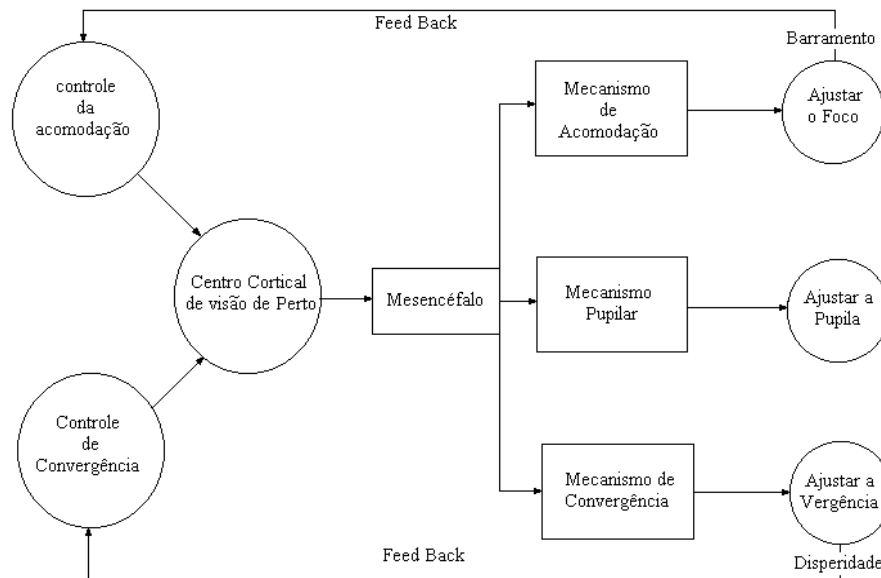 Feed Back
Barramento
controle
da
acomodação
Mecanismo
de
Acomodação
Ajustar
o Foco
Centro Cortical
de visão de Perto
Mesencéfalo
Mecanismo
Pupilar
Ajustar a
Pupila
Controle
de
Convergência
Mecanismo de
Convergência
Ajustar a
Vergência
Feed Back
Disperidade